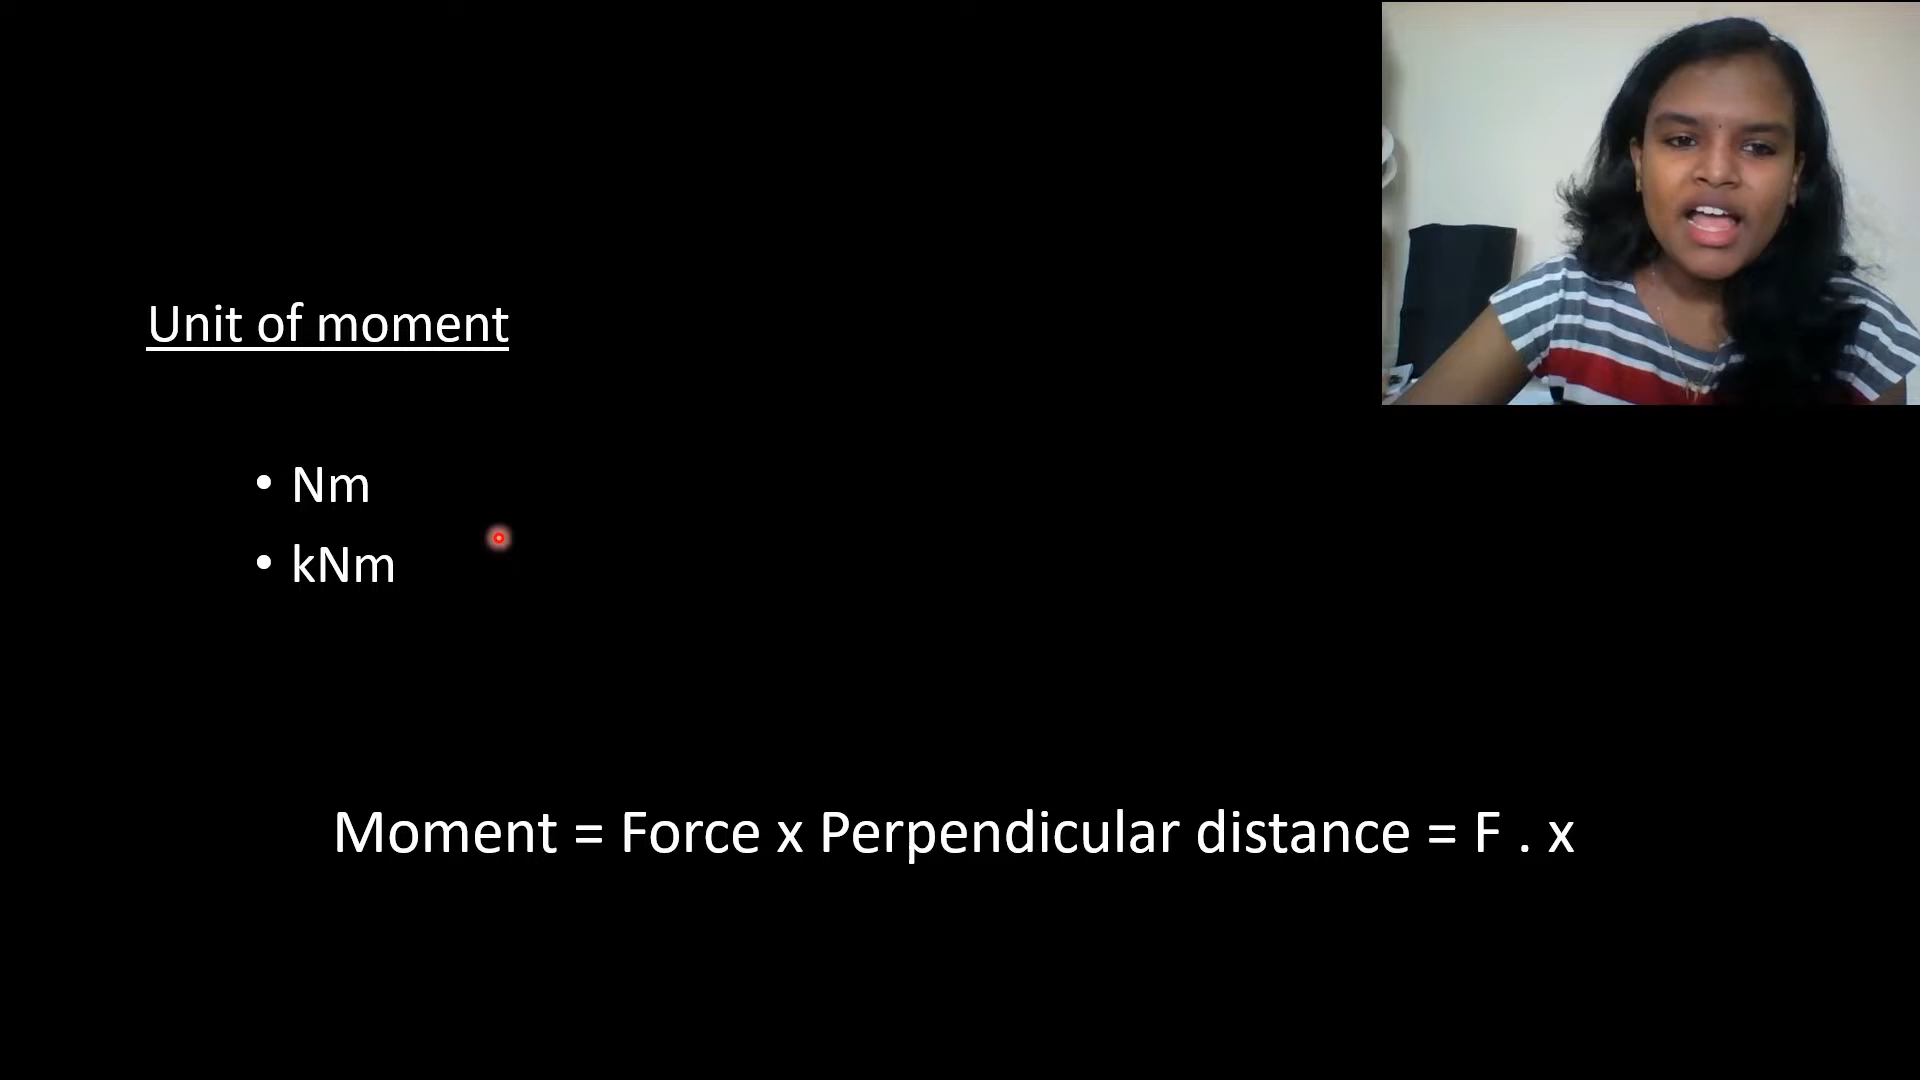 Unit of moment
• Nm
• kNm
Moment = Force x Perpendicular distance = F . x